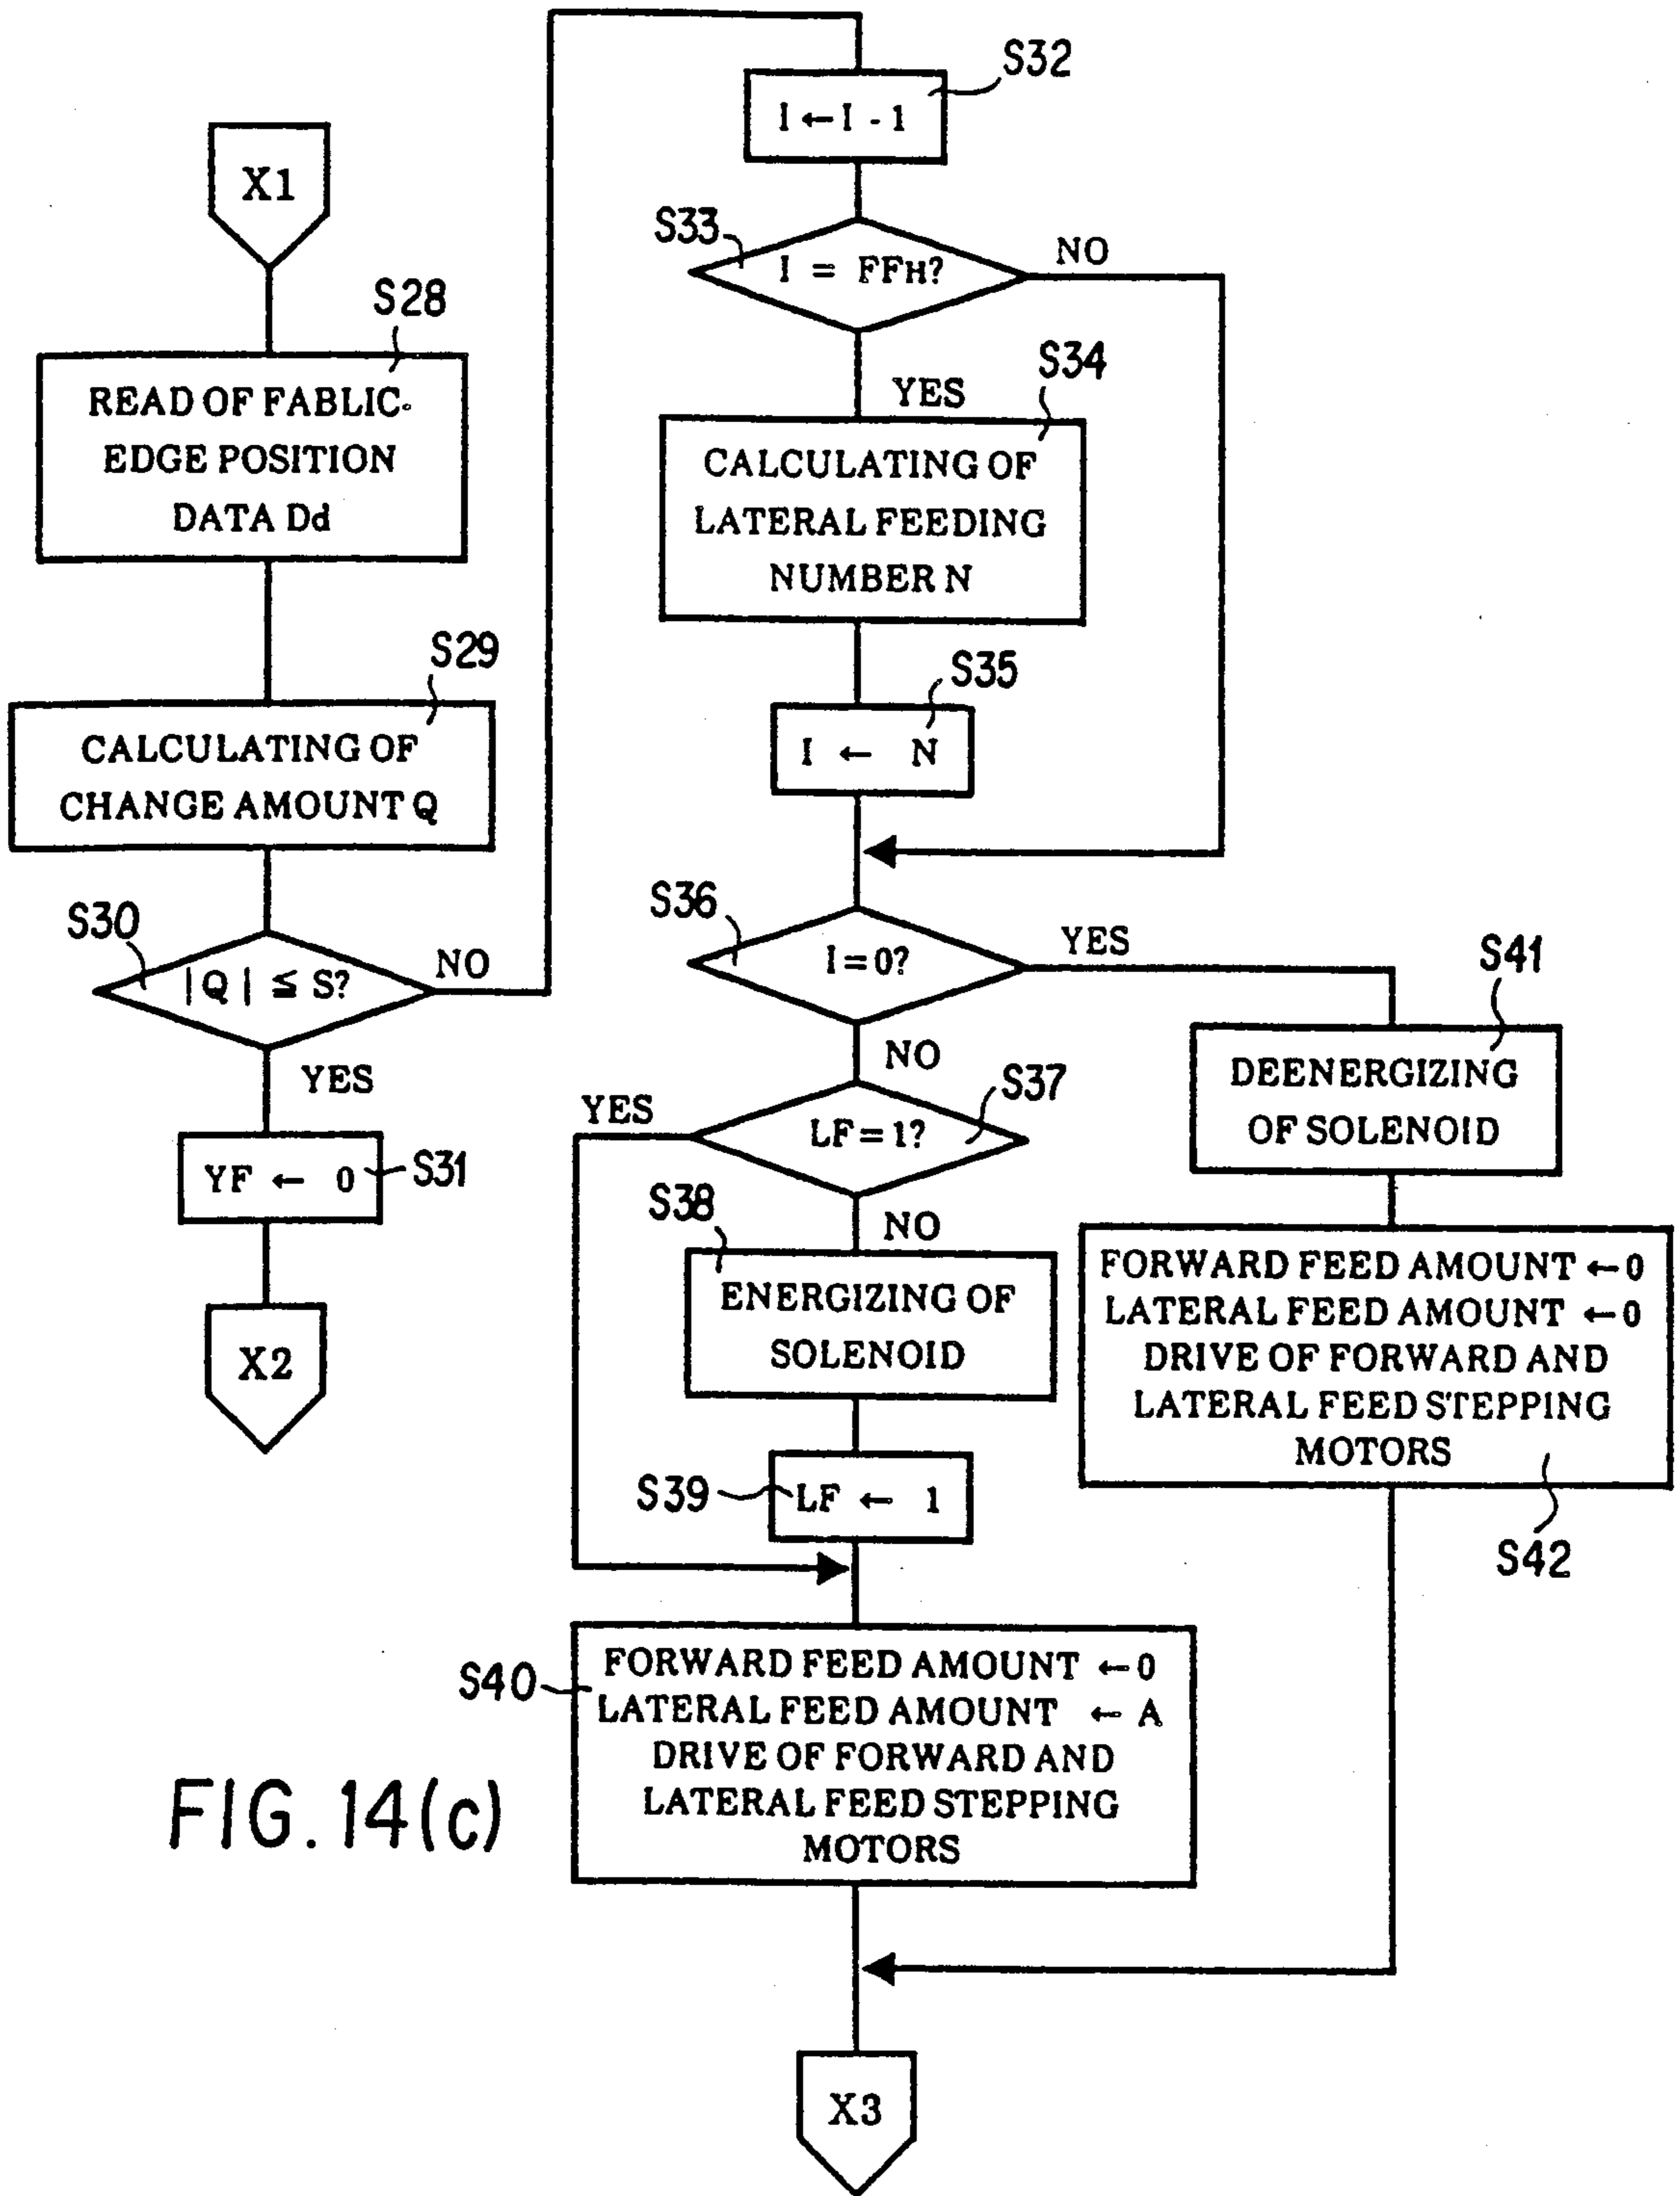 X1
S28
READ OF FABLIC-
EDGE POSITION
DATA Dd
S29
CALCULATING OF
CHANGE AMOUNT Q
S30
|Q| ≦ S?
NO
YES
YF ← 0
S31
X2
S32
I ← I - 1
S33
I = FFH?
NO
YES
S34
CALCULATING OF
LATERAL FEEDING
NUMBER N
S35
I ← N
S36
I = 0?
YES
NO
S37
LF = 1?
YES
NO
S38
ENERGIZING OF
SOLENOID
S39
LF ← 1
S40
FORWARD FEED AMOUNT ← 0
LATERAL FEED AMOUNT ← A
DRIVE OF FORWARD AND
LATERAL FEED STEPPING
MOTORS
S41
DEENERGIZING
OF SOLENOID
FORWARD FEED AMOUNT ← 0
LATERAL FEED AMOUNT ← 0
DRIVE OF FORWARD AND
LATERAL FEED STEPPING
MOTORS
S42
X3
FIG. 14(c)